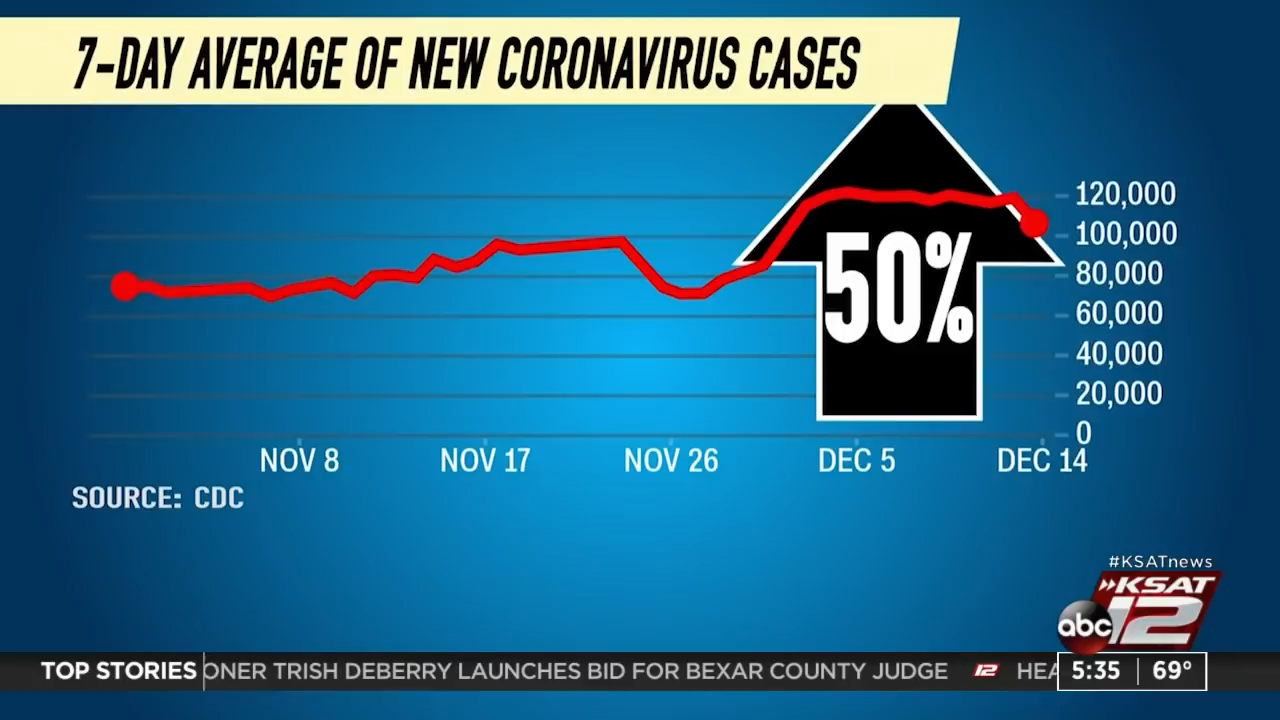 7-DAY AVERAGE OF NEW CORONAVIRUS CASES
50%
120,000
100,000
80,000
60,000
40,000
20,000
0
NOV 8 NOV 17 NOV 26 DEC 5 DEC 14
SOURCE: CDC
#KSATnews
KSAT
abc 12
TOP STORIES ONER TRISH DEBERRY LAUNCHES BID FOR BEXAR COUNTY JUDGE 12 HEA 5:35 69°